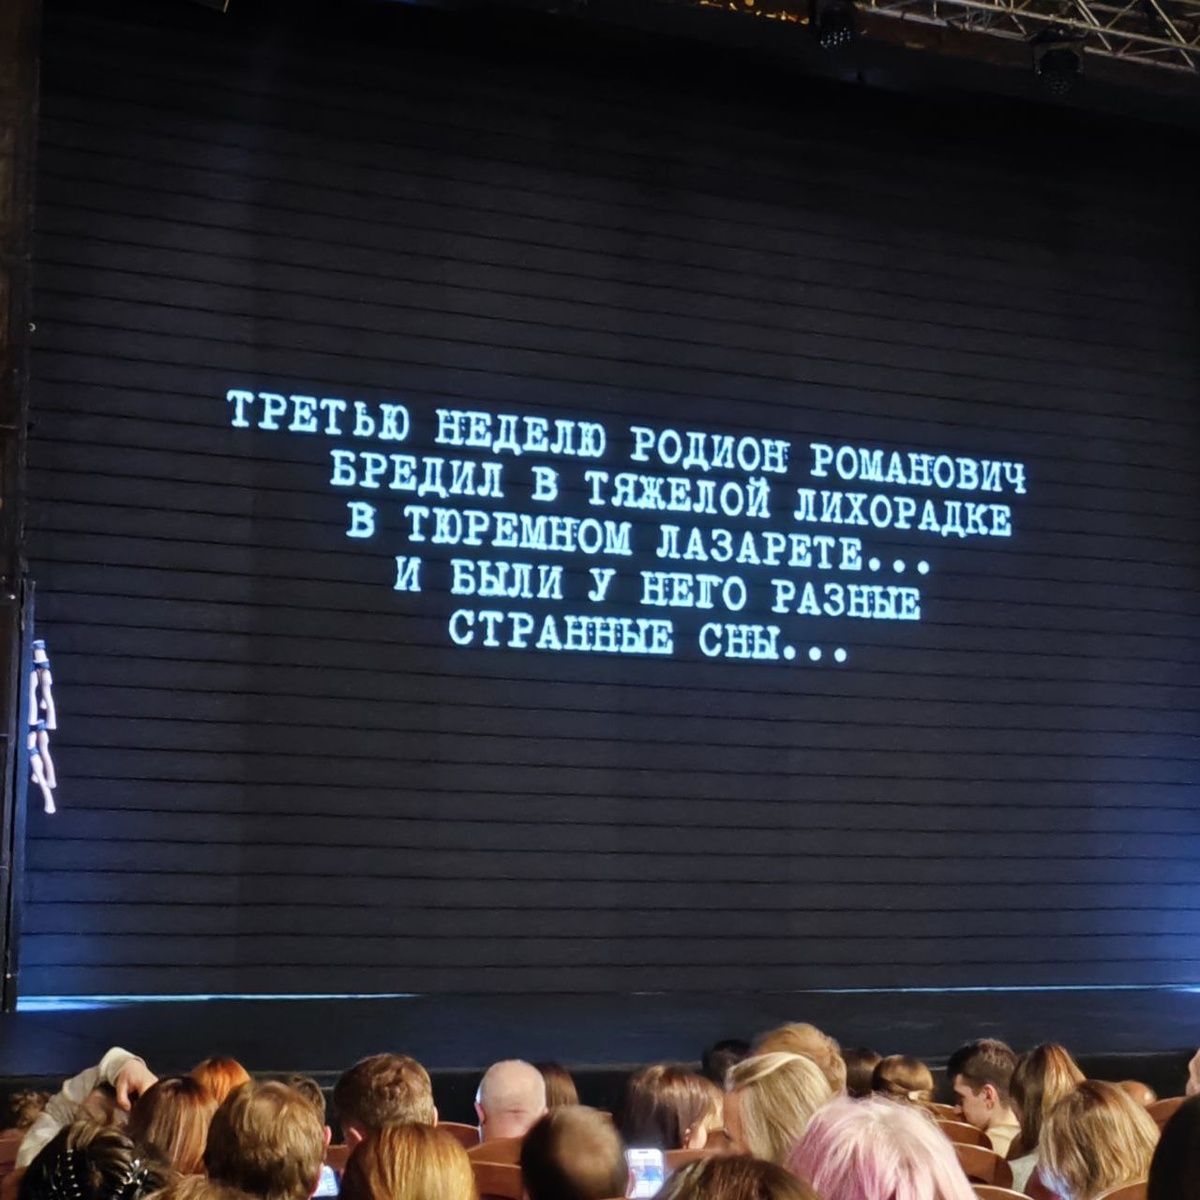 ТРЕТЬЮ НЕДЕЛЮ РОДИОН РОМАНОВИЧ
БРЕДИЛ В ТЯЖЕЛОЙ ЛИХОРАДКЕ
В ТЮРЕМНОМ ЛАЗАРЕТЕ...
И БЫЛИ У НЕГО РАЗНЫЕ
СТРАННЫЕ СНЫ...